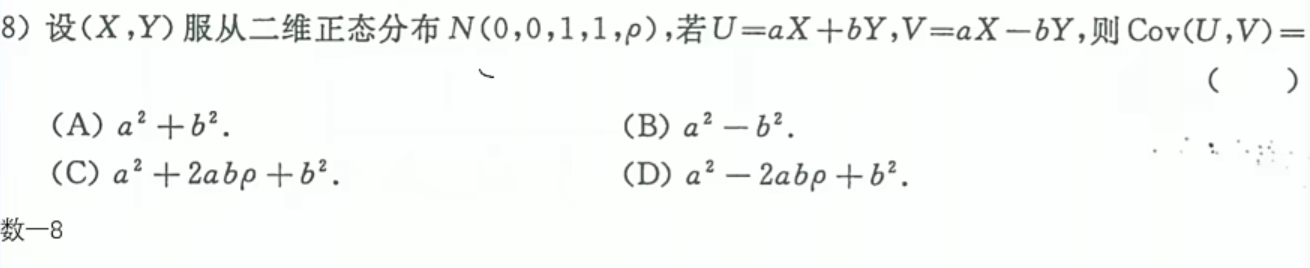 8) 设(X,Y)服从二维正态分布N(0,0,1,1,ρ),若U=aX+bY,V=aX-bY,则Cov(U,V)=
( )
(A) a²+b². (B) a²-b².
(C) a²+2abρ+b². (D) a²-2abρ+b².
数一8